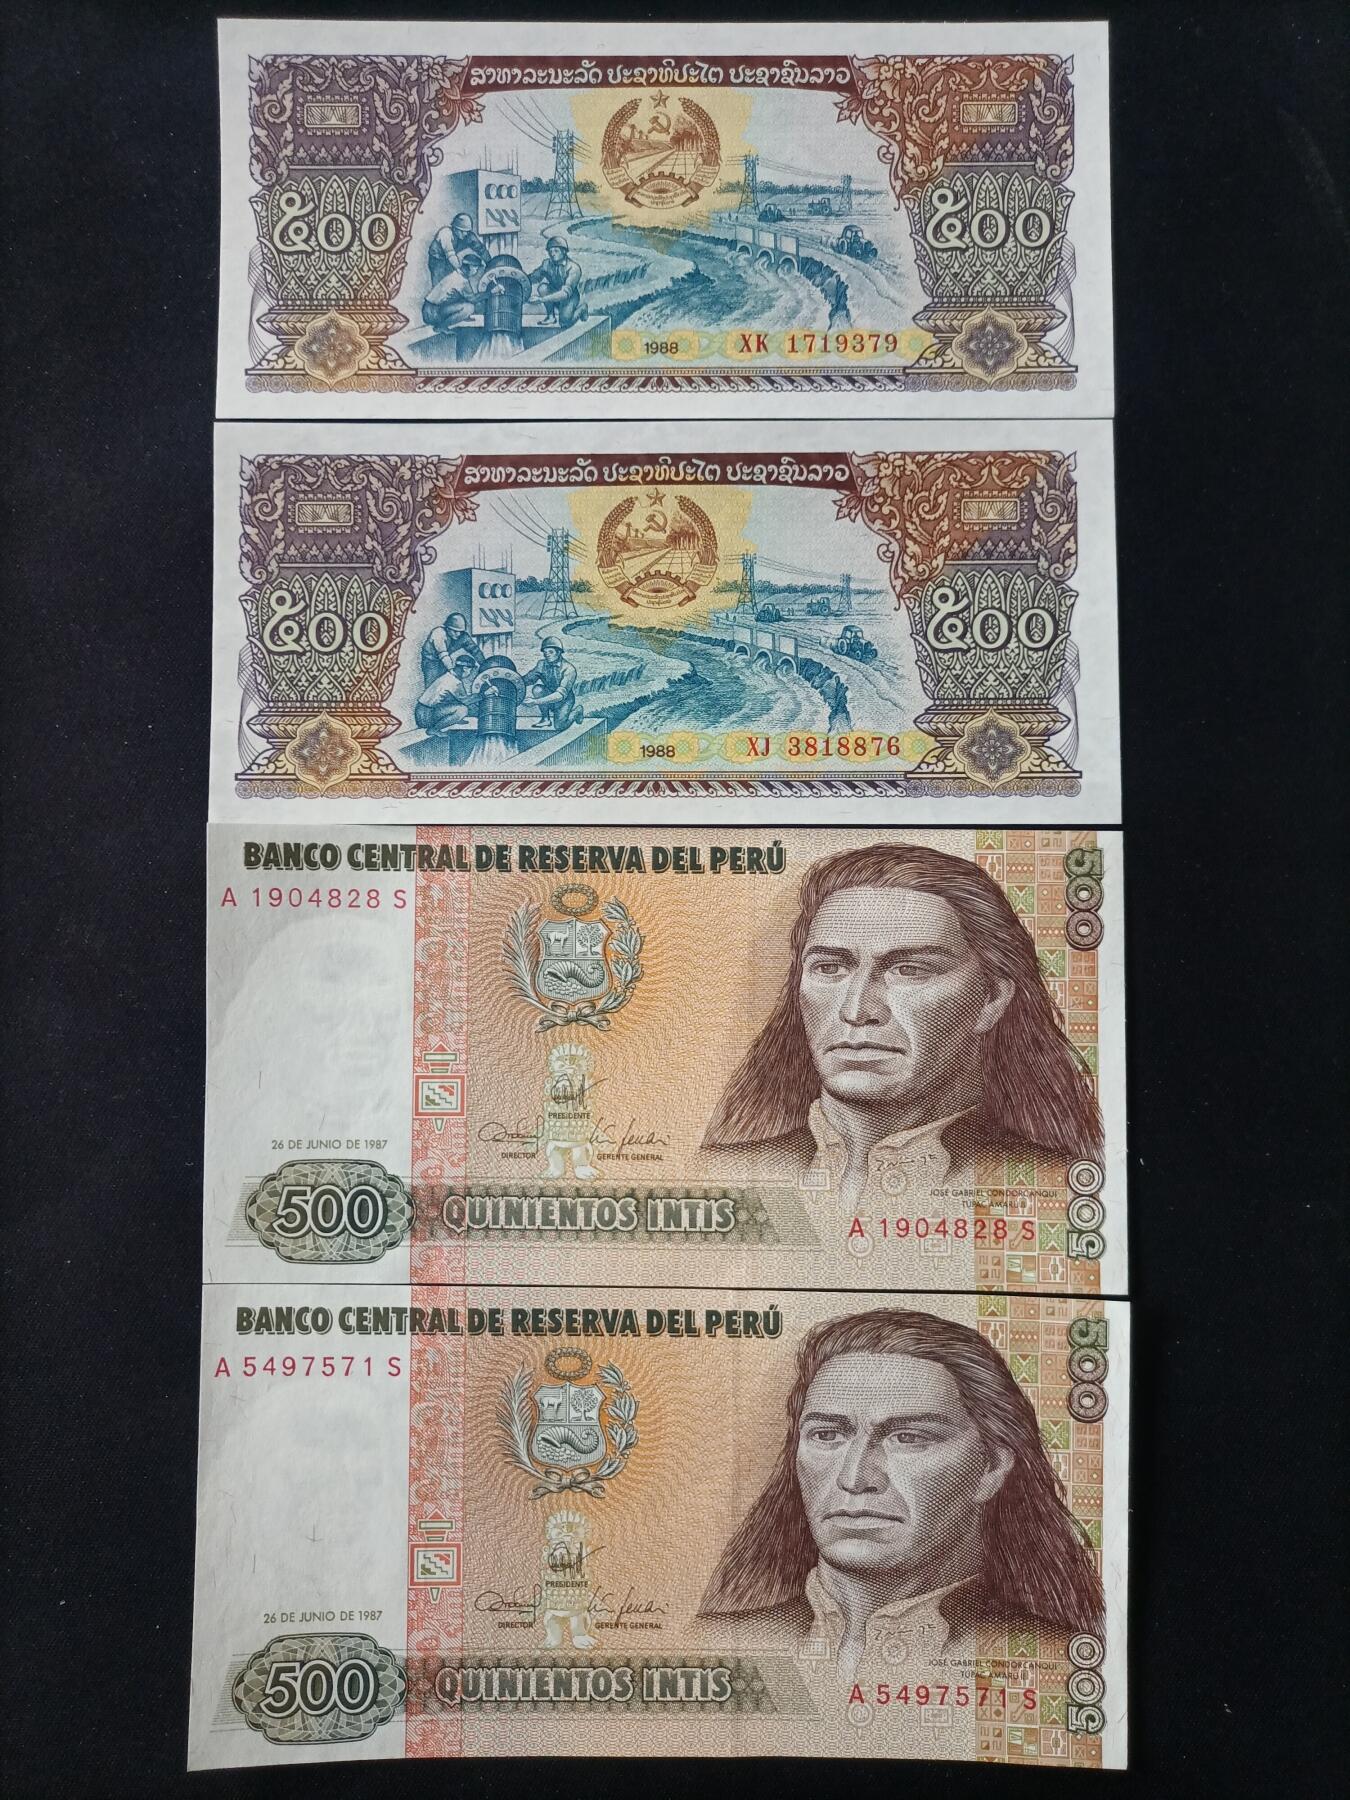 ສາທາລະນະລັດ ປະຊາທິປະໄຕ ປະຊາຊົນລາວ
໕໐໐ ໕໐໐
1988 XK 1719379
ສາທາລະນະລັດ ປະຊາທິປະໄຕ ປະຊາຊົນລາວ
໕໐໐ ໕໐໐
1988 XJ 3818876
BANCO CENTRAL DE RESERVA DEL PERÚ
500
A 1904828 S
PRESIDENTE
26 DE JUNIO DE 1987
DIRECTOR GERENTE GENERAL
JOSÉ GABRIEL CONDORCANQUI
TUPAC AMARU II
500 QUINIENTOS INTIS
A 1904828 S
500
BANCO CENTRAL DE RESERVA DEL PERÚ
500
A 5497571 S
PRESIDENTE
26 DE JUNIO DE 1987
DIRECTOR GERENTE GENERAL
JOSÉ GABRIEL CONDORCANQUI
TUPAC AMARU II
500 QUINIENTOS INTIS
A 5497571 S
500